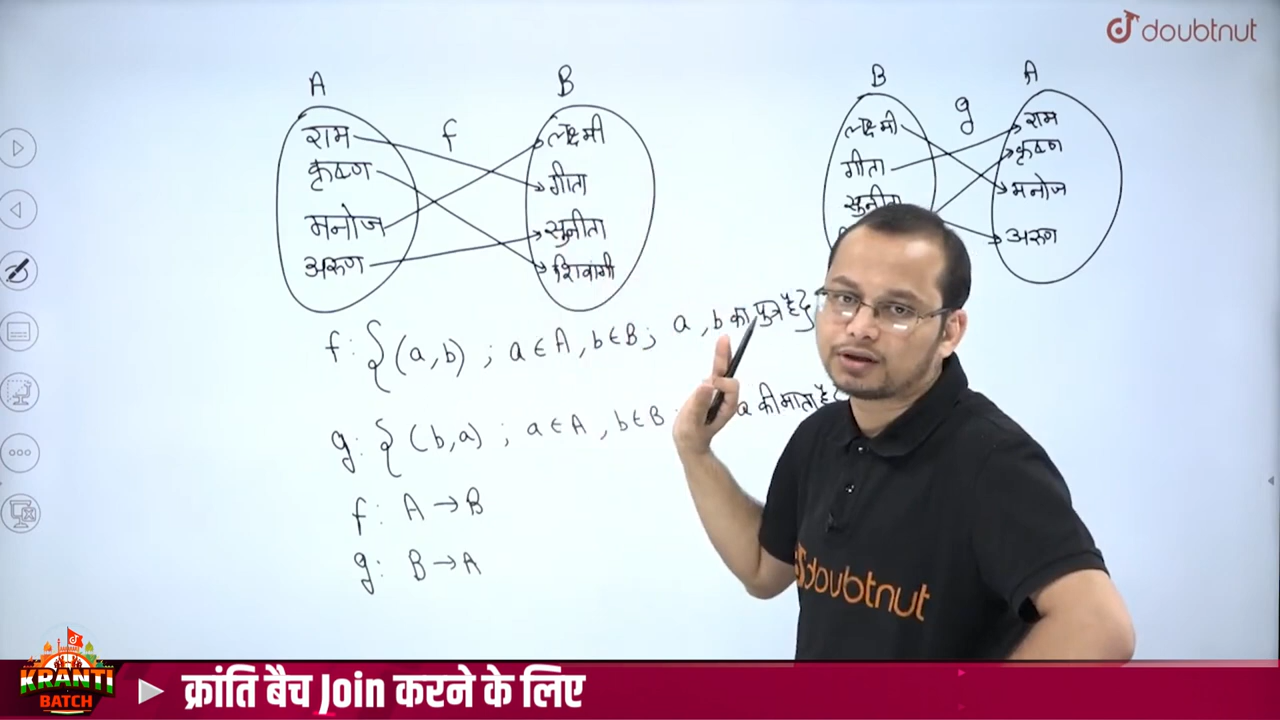 doubtnut
A B
राम f लक्ष्मी
कृष्ण गीता
मनोज सुनीता
अरुण शिवांगी
B A
लक्ष्मी g राम
गीता कृष्ण
सुनीता मनोज
अरुण
f: {(a,b) ; a ∈ A, b ∈ B; a, b का पुत्र है}
g: {(b,a) ; a ∈ A, b ∈ B a की माता है}
f: A → B
g: B → A
doubtnut
KRANTI
BATCH
क्रांति बैच Join करने के लिए